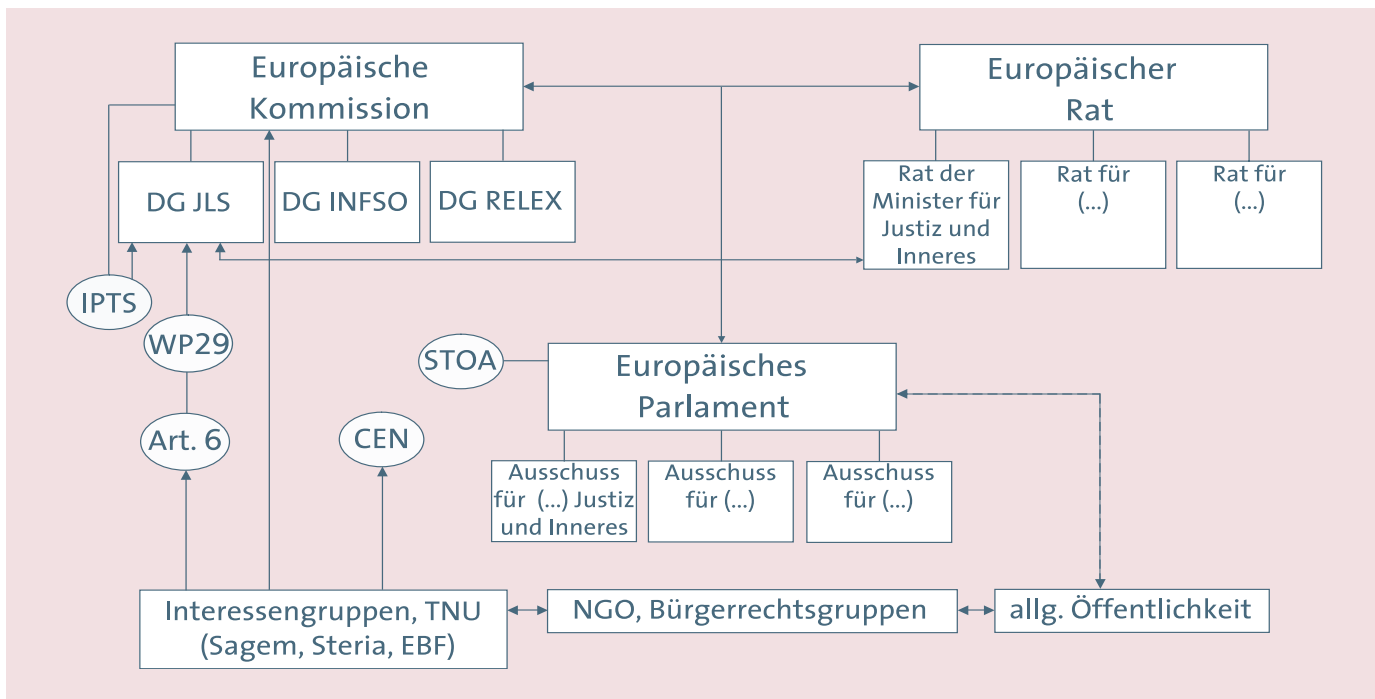 Europäische
Kommission
Europäischer
Rat
DG JLS
DG INFSO
DG RELEX
Rat der
Minister für
Justiz und
Inneres
Rat für
(...)
Rat für
(...)
IPTS
WP29
Art. 6
STOA
CEN
Europäisches
Parlament
Ausschuss
für (...) Justiz
und Inneres
Ausschuss
für (...)
Ausschuss
für (...)
Interessengruppen, TNU
(Sagem, Steria, EBF)
NGO, Bürgerrechtsgruppen
allg. Öffentlichkeit